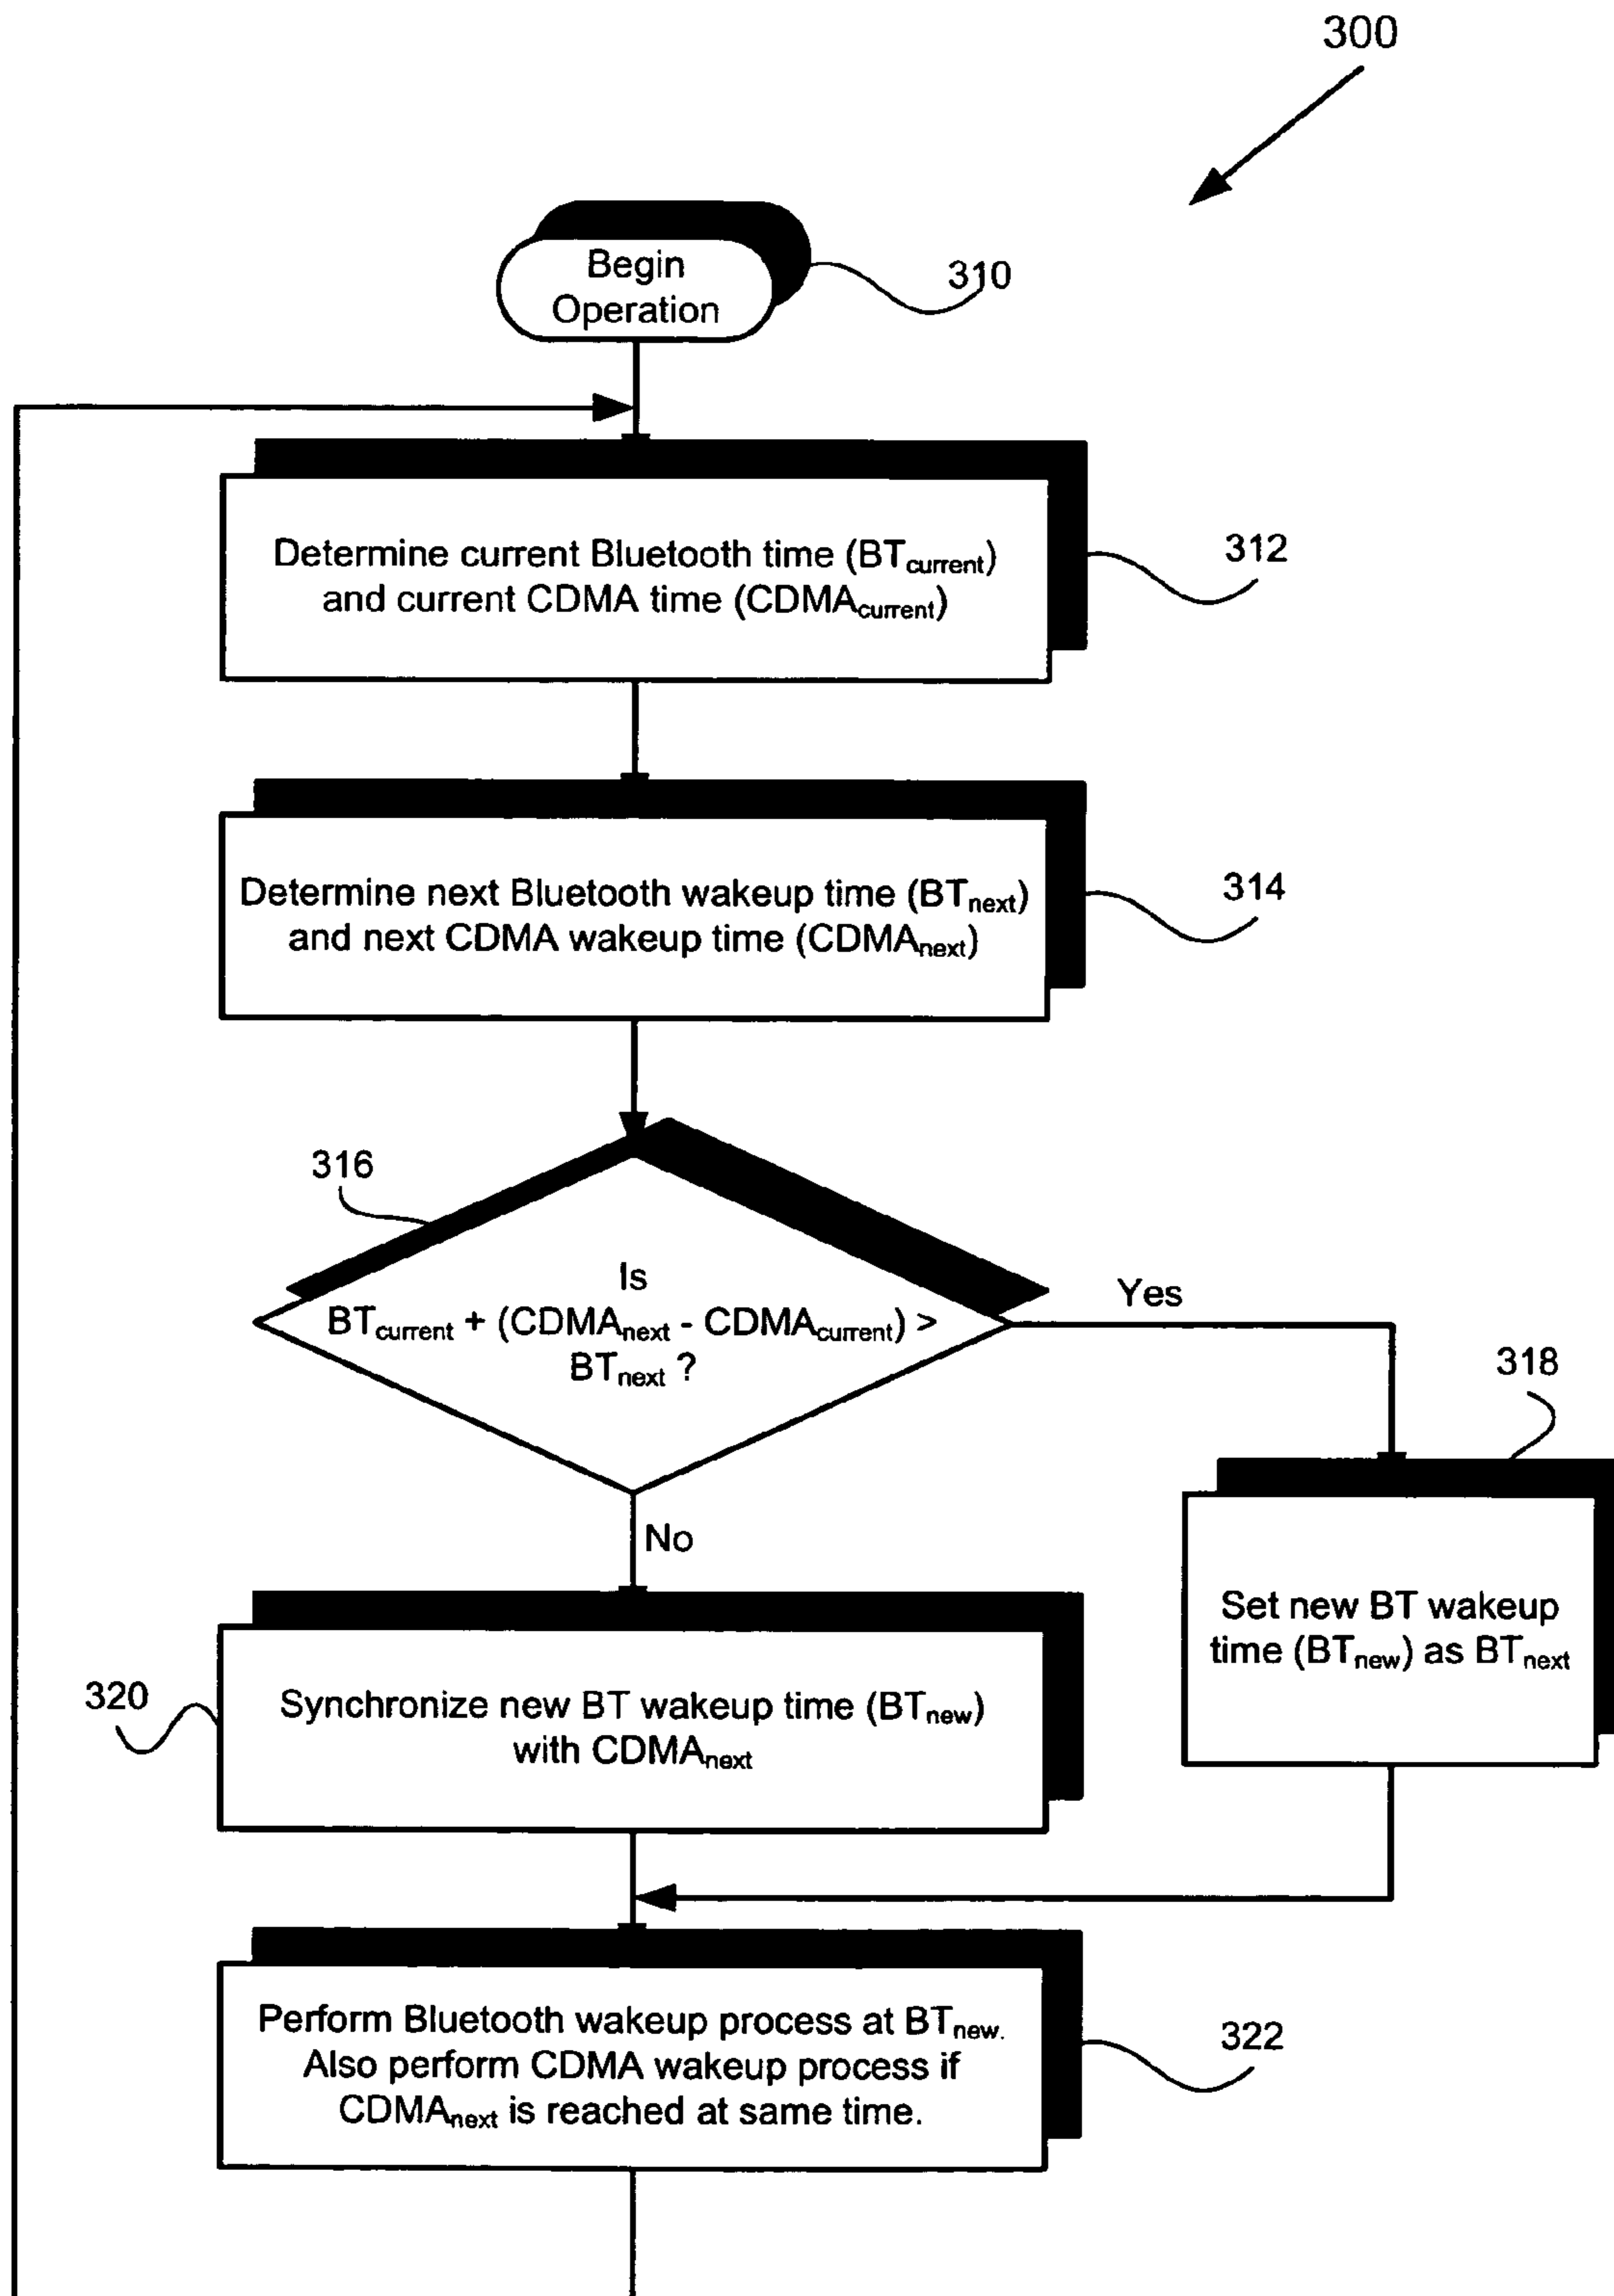 300
Begin
Operation
310
Determine current Bluetooth time (BTcurrent)
and current CDMA time (CDMAcurrent)
312
Determine next Bluetooth wakeup time (BTnext)
and next CDMA wakeup time (CDMAnext)
314
316
Is
BTcurrent + (CDMAnext - CDMAcurrent) >
BTnext ?
Yes
318
No
Set new BT wakeup
time (BTnew) as BTnext
320
Synchronize new BT wakeup time (BTnew)
with CDMAnext
Perform Bluetooth wakeup process at BTnew.
Also perform CDMA wakeup process if
CDMAnext is reached at same time.
322